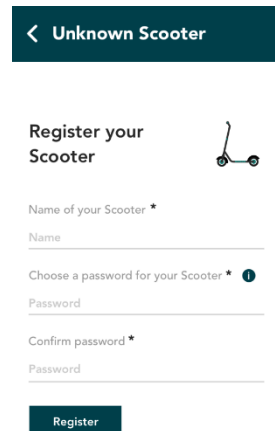 Unknown Scooter
Register your
Scooter
Name of your Scooter *
Name
Choose a password for your Scooter * i
Password
Confirm password *
Password
Register